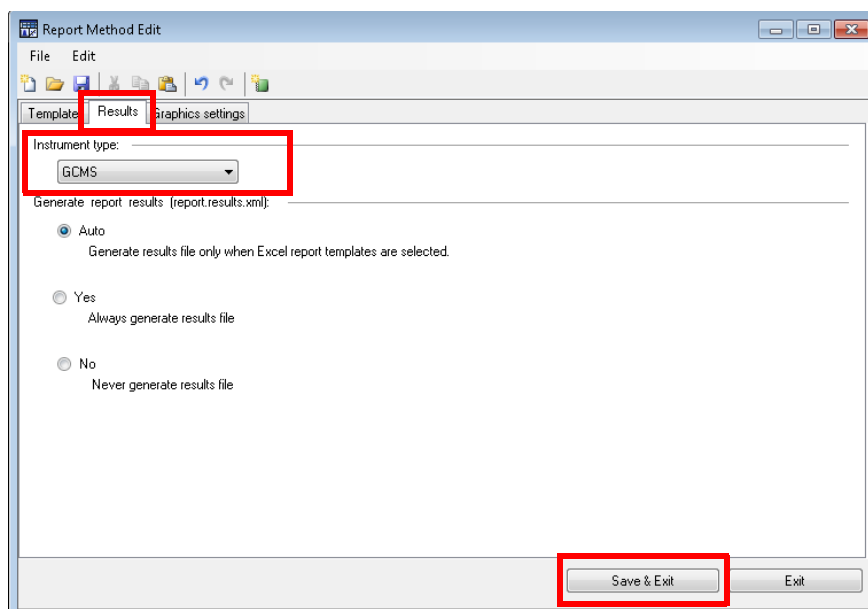 Report Method Edit
File Edit
Template Results Graphics settings
Instrument type:
GCMS
Generate report results (report.results.xml):
Auto
Generate results file only when Excel report templates are selected.
Yes
Always generate results file
No
Never generate results file
Save & Exit Exit